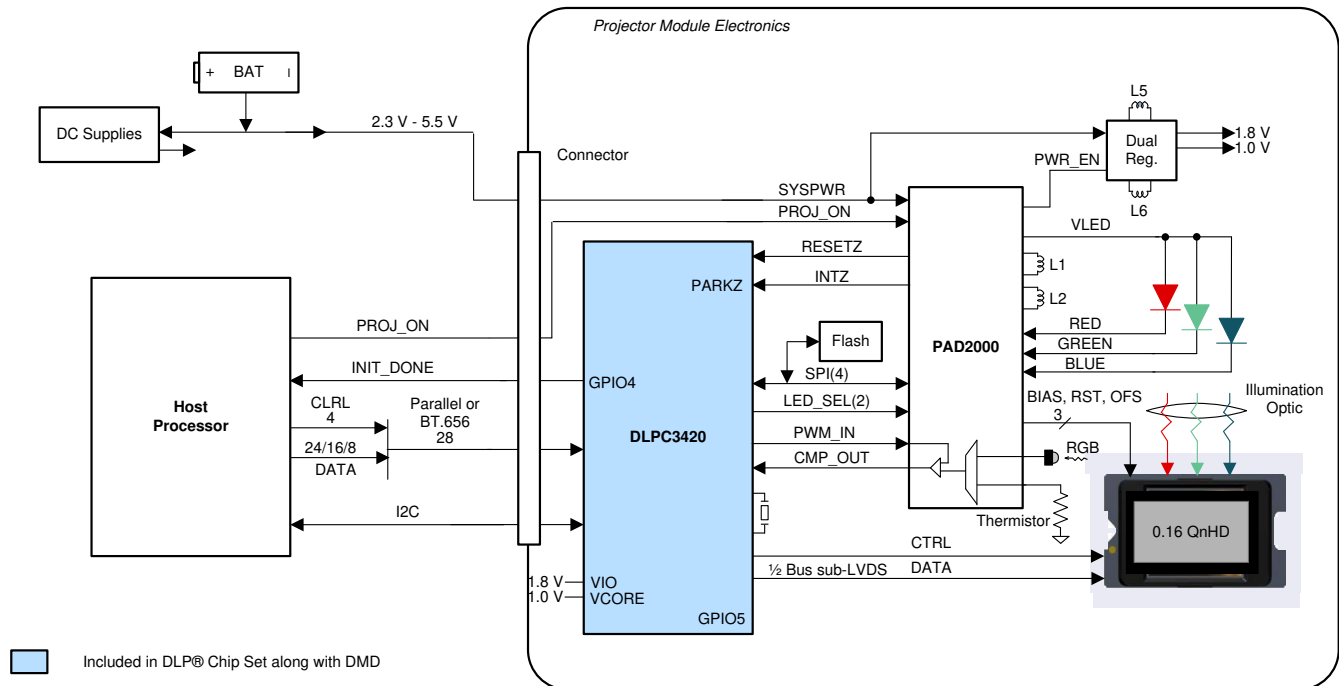 Projector Module Electronics
+ BAT I
DC Supplies
2.3 V - 5.5 V
Connector
L5
Dual
Reg.
1.8 V
1.0 V
PWR_EN
L6
SYSPWR
PROJ_ON
VLED
RESETZ
PARKZ
INTZ
L1
L2
PROJ_ON
Flash
PAD2000
RED
GREEN
BLUE
INIT_DONE
GPIO4
SPI(4)
Host
Processor
CLRL
4
24/16/8
DATA
Parallel or
BT.656
28
DLPC3420
LED_SEL(2)
BIAS, RST, OFS
3
Illumination
Optic
PWM_IN
CMP_OUT
RGB
I2C
Thermistor
0.16 QnHD
CTRL
½ Bus sub-LVDS DATA
1.8 V VIO
1.0 V VCORE
GPIO5
Included in DLP® Chip Set along with DMD